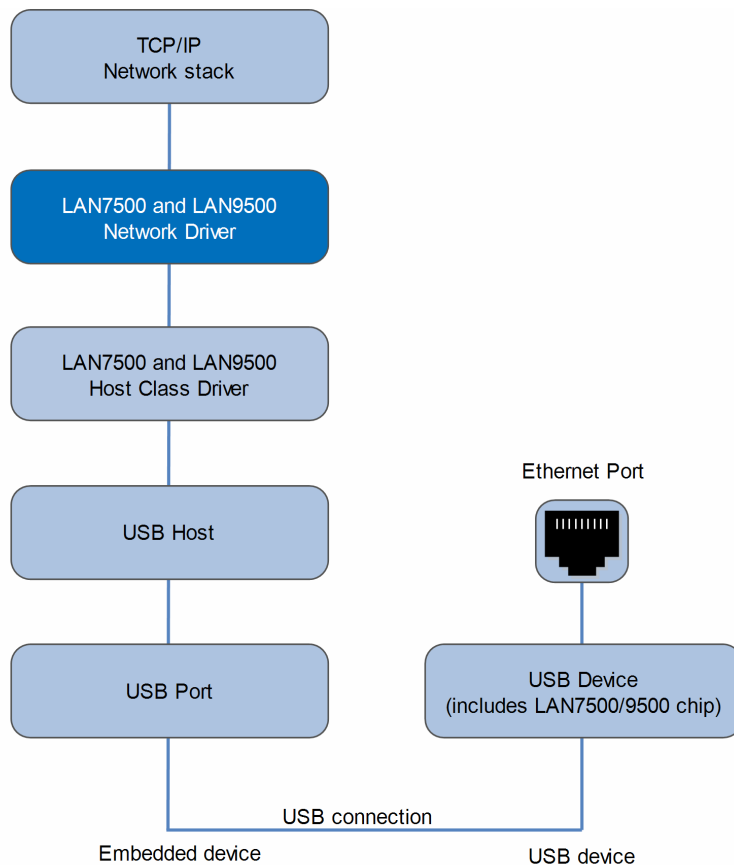 TCP/IP
Network stack
LAN7500 and LAN9500
Network Driver
LAN7500 and LAN9500
Host Class Driver
Ethernet Port
USB Host
USB Port
USB Device
(includes LAN7500/9500 chip)
USB connection
Embedded device
USB device